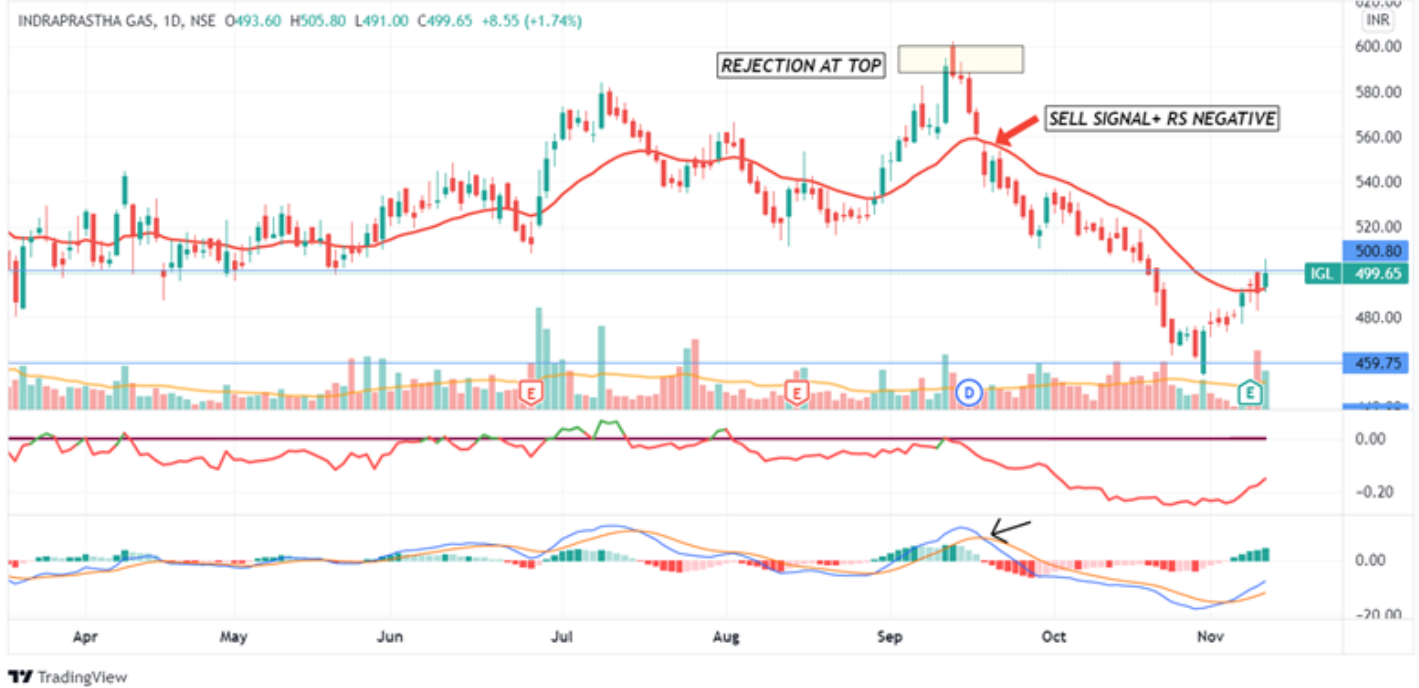 620.00
INDRAPRASTHA GAS, 1D, NSE O493.60 H505.80 L491.00 C499.65 +8.55 (+1.74%)
INR
600.00
REJECTION AT TOP
580.00
SELL SIGNAL+ RS NEGATIVE
560.00
540.00
520.00
500.80
IGL 499.65
480.00
459.75
E E D E
0.00
-0.20
0.00
-20.00
Apr May Jun Jul Aug Sep Oct Nov
TradingView